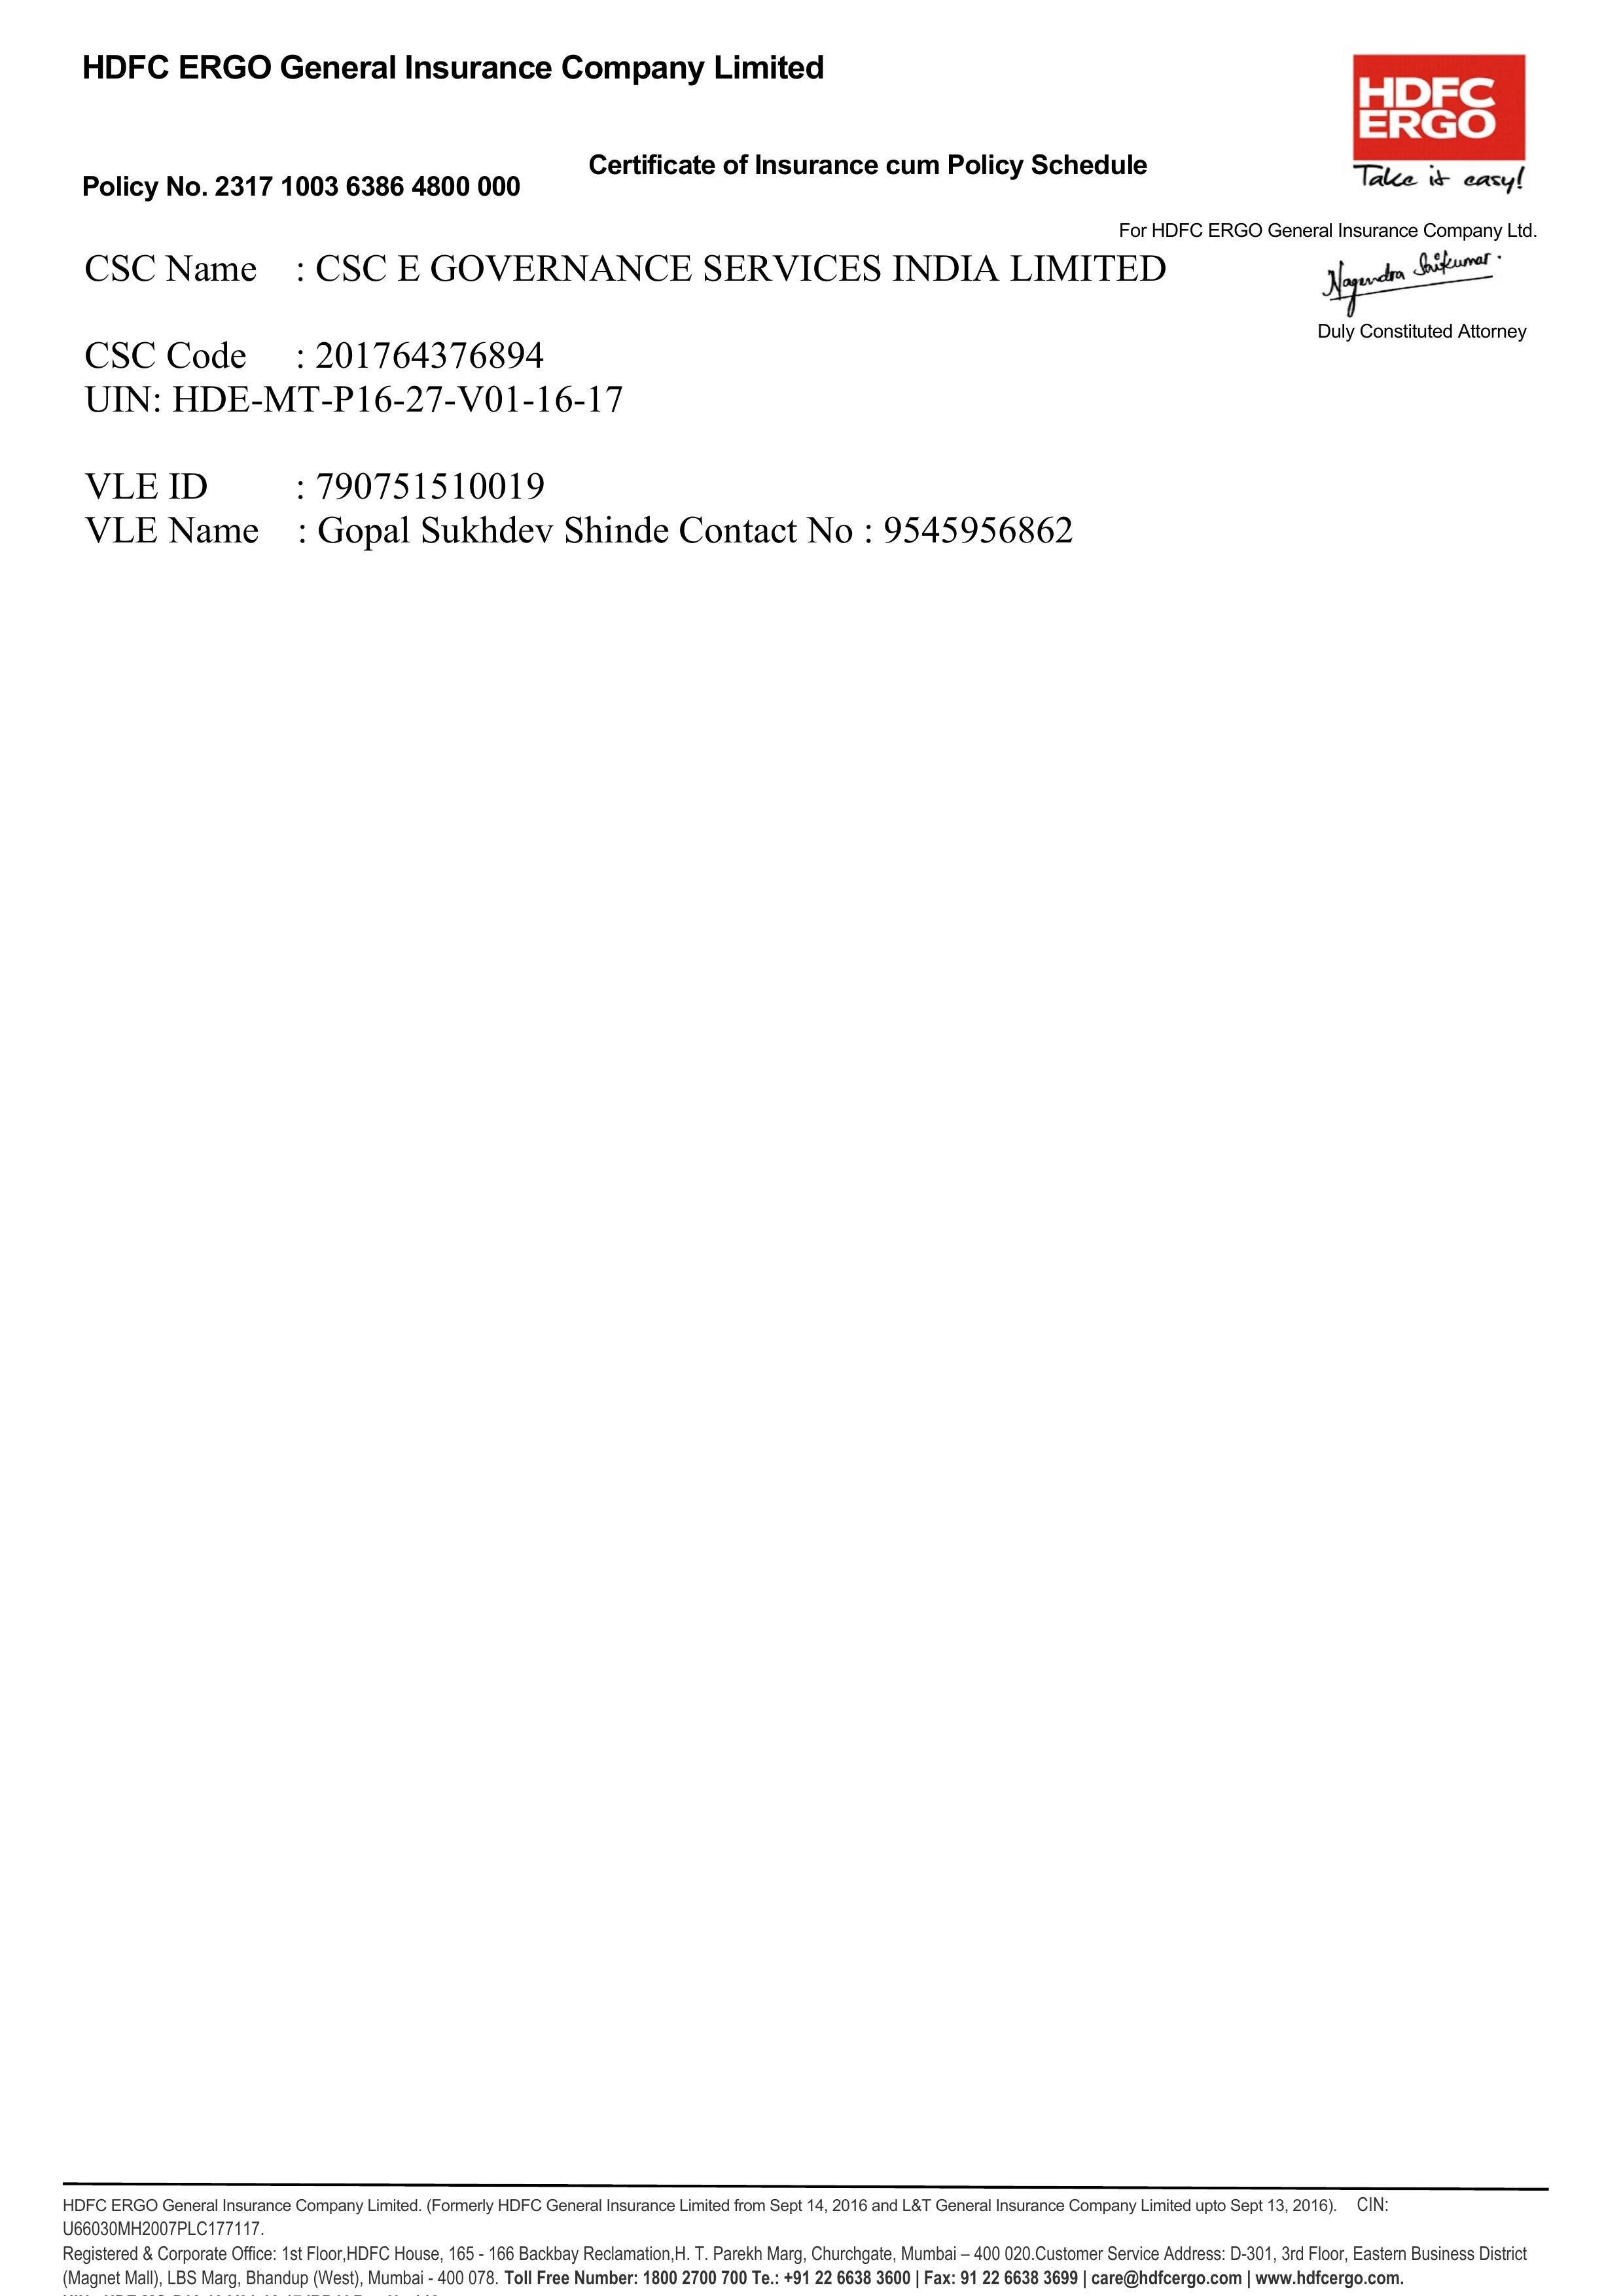 HDFC ERGO General Insurance Company Limited
HDFC
ERGO
Take it easy!
Certificate of Insurance cum Policy Schedule
Policy No. 2317 1003 6386 4800 000
For HDFC ERGO General Insurance Company Ltd.
CSC Name : CSC E GOVERNANCE SERVICES INDIA LIMITED
Nagendra Saikumar
Duly Constituted Attorney
CSC Code : 201764376894
UIN: HDE-MT-P16-27-V01-16-17
VLE ID : 790751510019
VLE Name : Gopal Sukhdev Shinde Contact No : 9545956862
HDFC ERGO General Insurance Company Limited. (Formerly HDFC General Insurance Limited from Sept 14, 2016 and L&T General Insurance Company Limited upto Sept 13, 2016). CIN:
U66030MH2007PLC177117.
Registered & Corporate Office: 1st Floor,HDFC House, 165 - 166 Backbay Reclamation,H. T. Parekh Marg, Churchgate, Mumbai – 400 020.Customer Service Address: D-301, 3rd Floor, Eastern Business District
(Magnet Mall), LBS Marg, Bhandup (West), Mumbai - 400 078. Toll Free Number: 1800 2700 700 Te.: +91 22 6638 3600 | Fax: 91 22 6638 3699 | care@hdfcergo.com | www.hdfcergo.com.